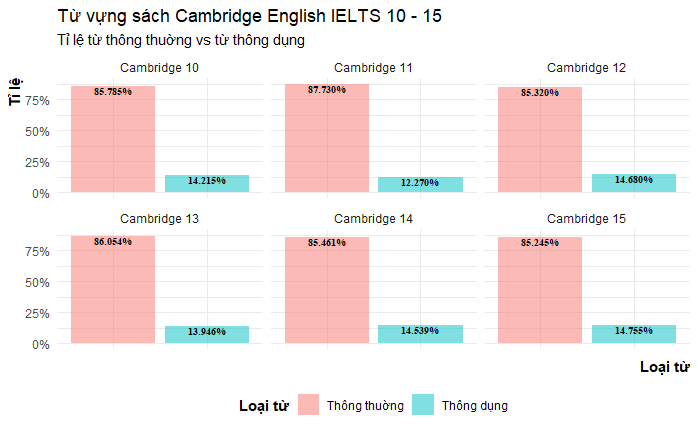 Từ vựng sách Cambridge English IELTS 10 - 15
Tỉ lệ từ thông thuờng vs từ thông dụng
Cambridge 10 Cambridge 11 Cambridge 12
Tỉ lệ
75%
50%
25%
0%
85.785% 14.215% 87.730% 12.270% 85.320% 14.680%
Cambridge 13 Cambridge 14 Cambridge 15
75%
50%
25%
0%
86.054% 13.946% 85.461% 14.539% 85.245% 14.755%
Loại từ
Loại từ Thông thuờng Thông dụng